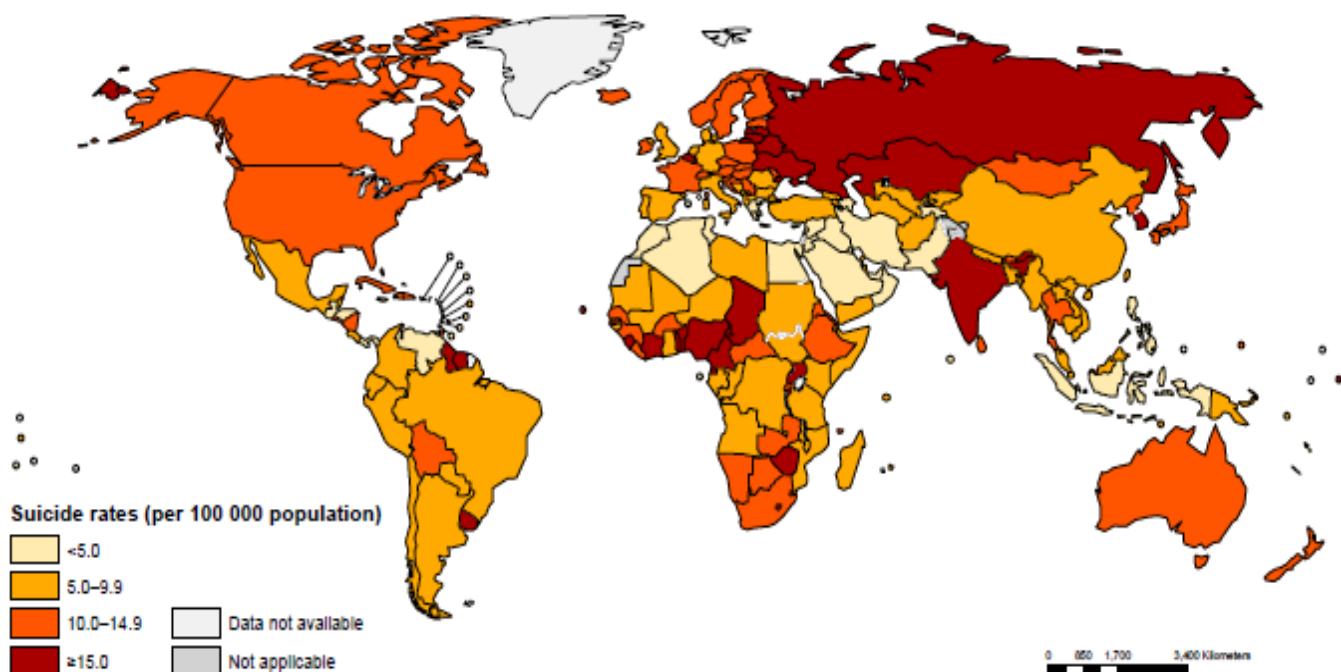 Suicide rates (per 100 000 population)
<5.0
5.0–9.9
10.0–14.9
≥15.0
Data not available
Not applicable
0 850 1,700 3,400 Kilometers